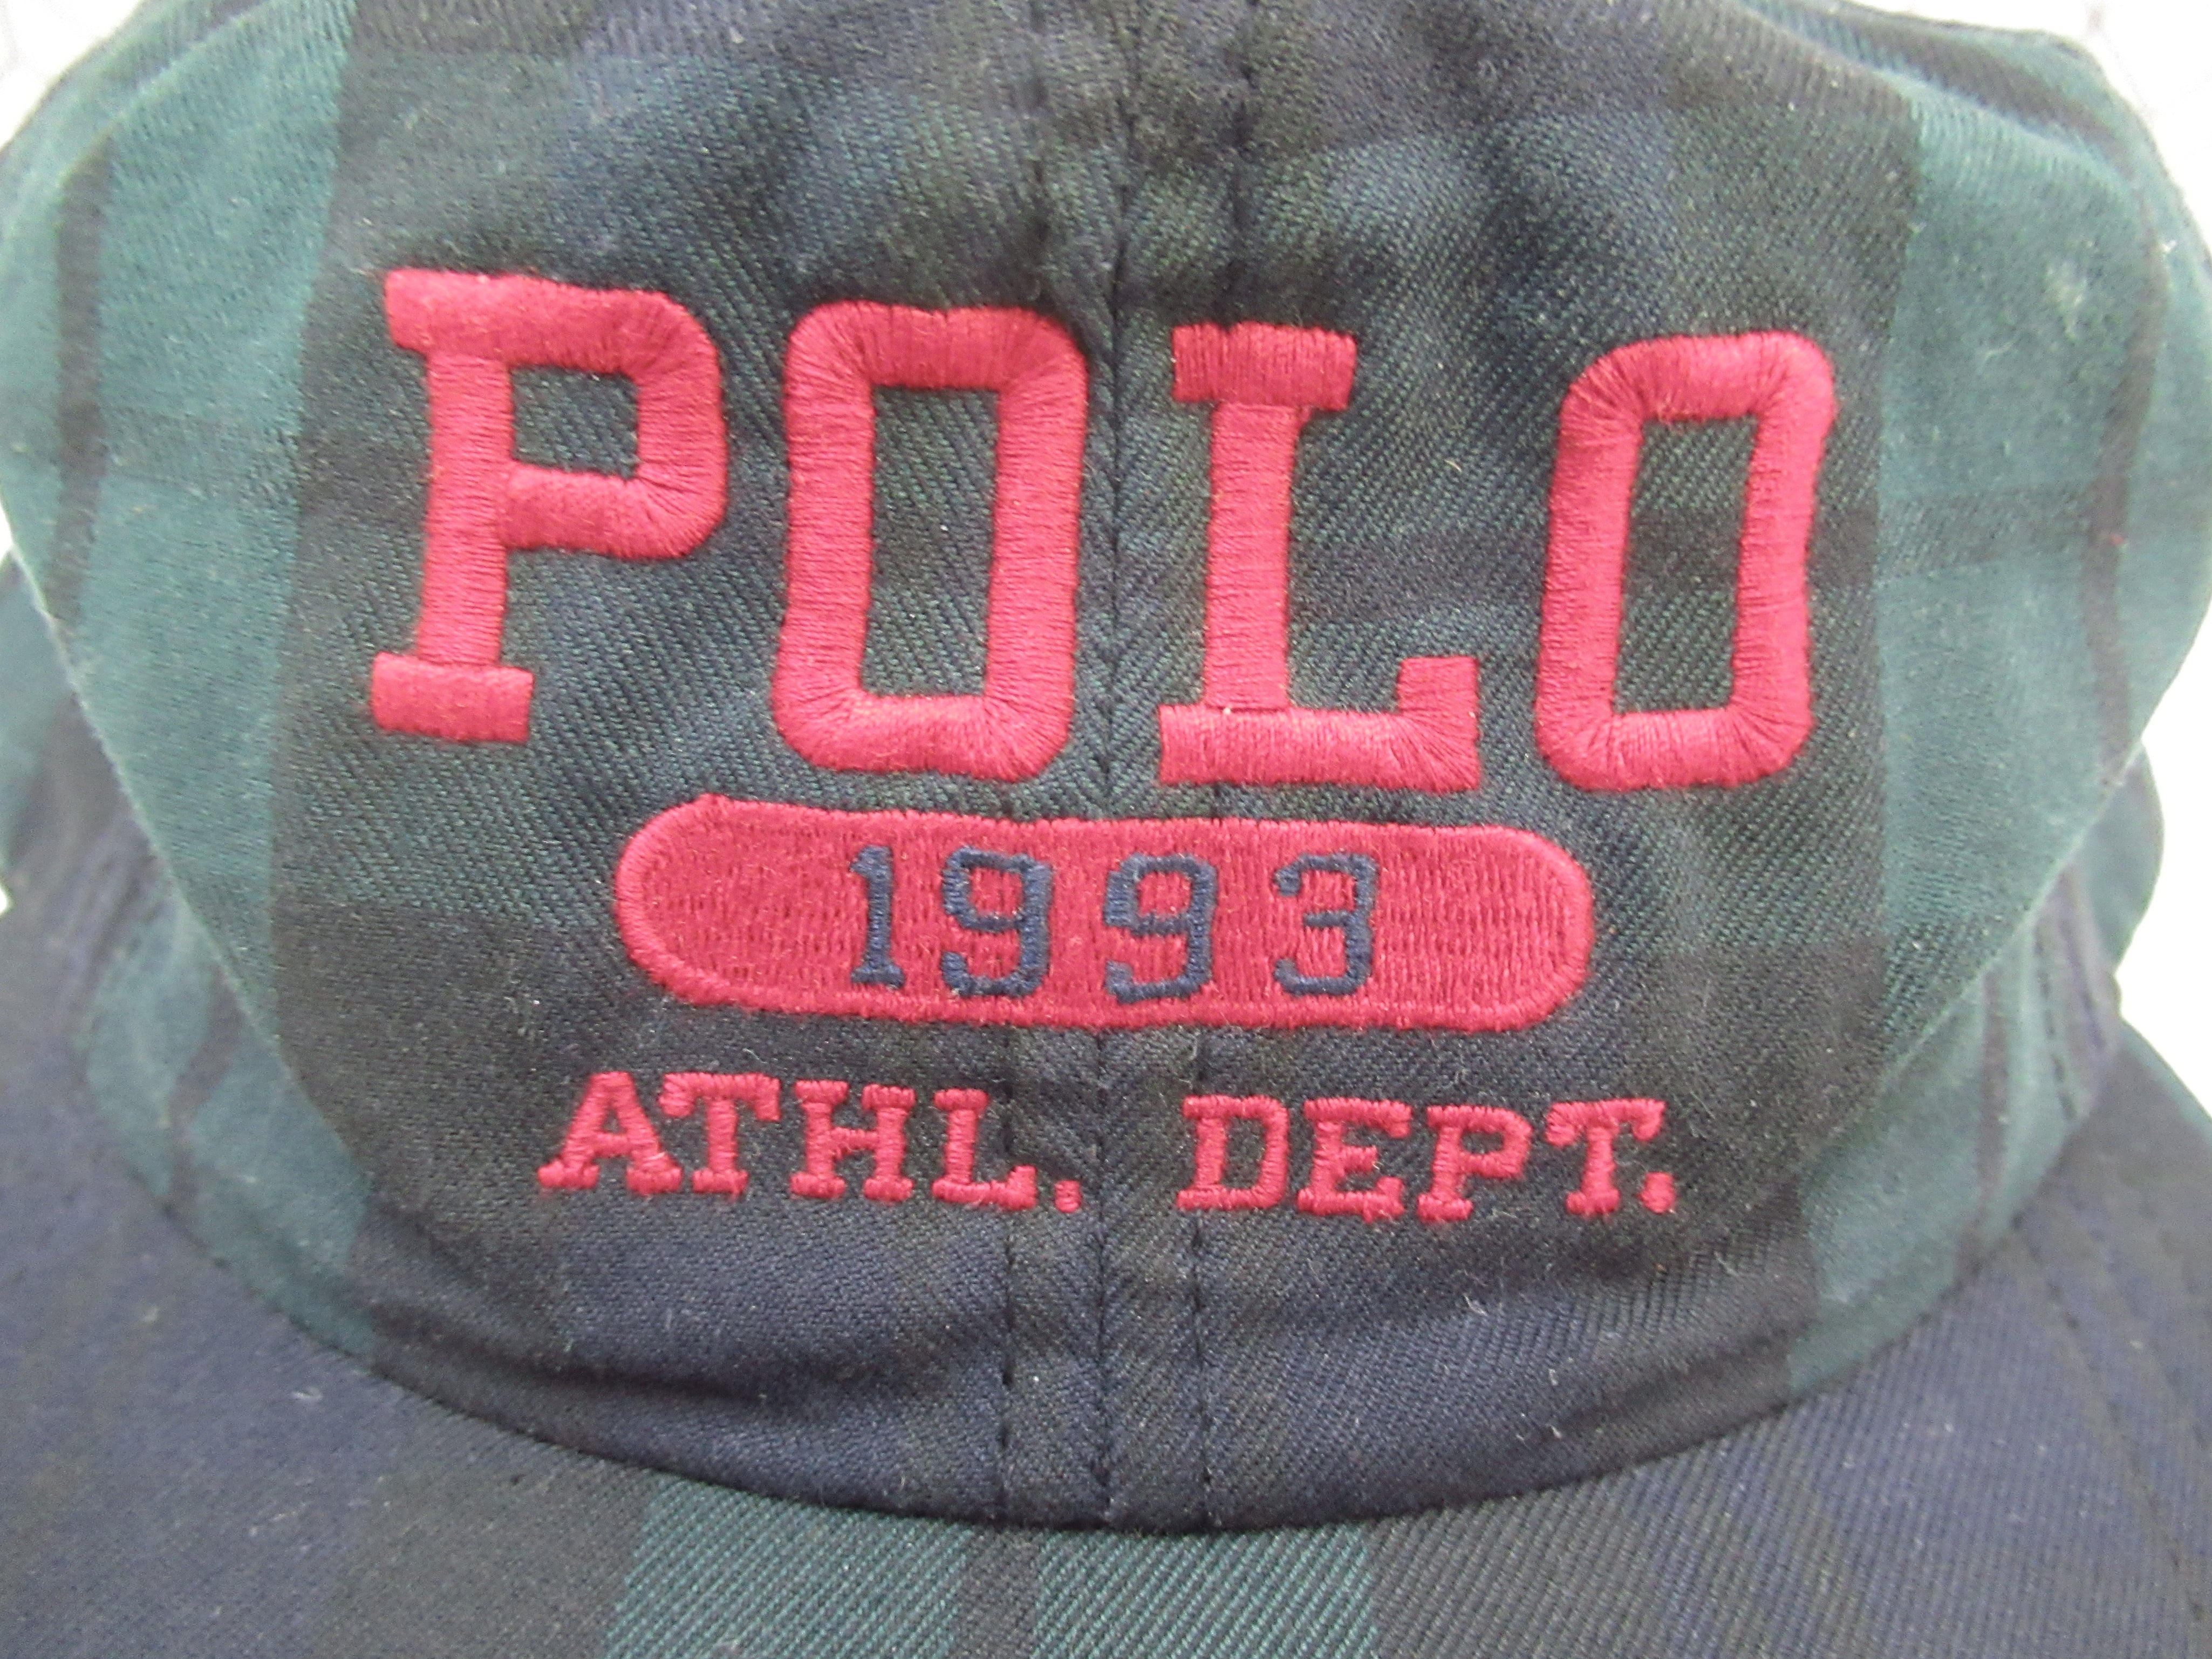 POLO
1993
ATHL. DEPT.